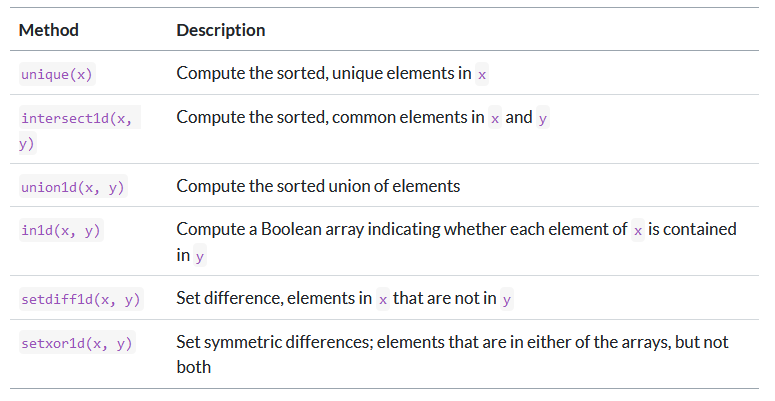 Method Description
unique(x) Compute the sorted, unique elements in x
intersect1d(x, Compute the sorted, common elements in x and y
y)
union1d(x, y) Compute the sorted union of elements
in1d(x, y) Compute a Boolean array indicating whether each element of x is contained
in y
setdiff1d(x, y) Set difference, elements in x that are not in y
setxor1d(x, y) Set symmetric differences; elements that are in either of the arrays, but not
both